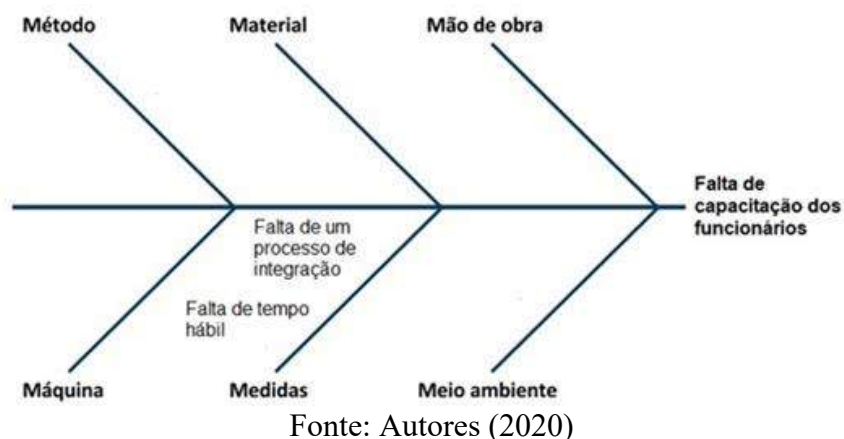 Método
Material
Mão de obra
Falta de
capacitação dos
funcionários
Falta de um
processo de
integração
Falta de tempo
hábil
Máquina
Medidas
Meio ambiente
Fonte: Autores (2020)